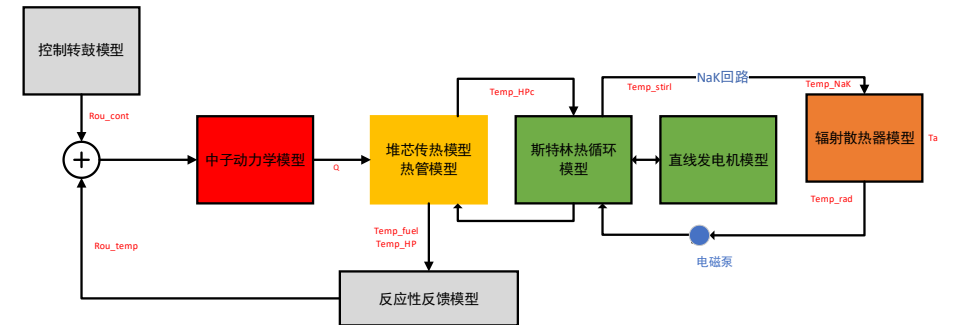 控制转鼓模型
Rou_cont
中子动力学模型
Q
堆芯传热模型
热管模型
Temp_HPc
斯特林热循环
模型
Temp_stirl
NaK回路
Temp_NaK
直线发电机模型
辐射散热器模型
Ta
Temp_rad
电磁泵
Temp_fuel
Temp_HP
Rou_temp
反应性反馈模型